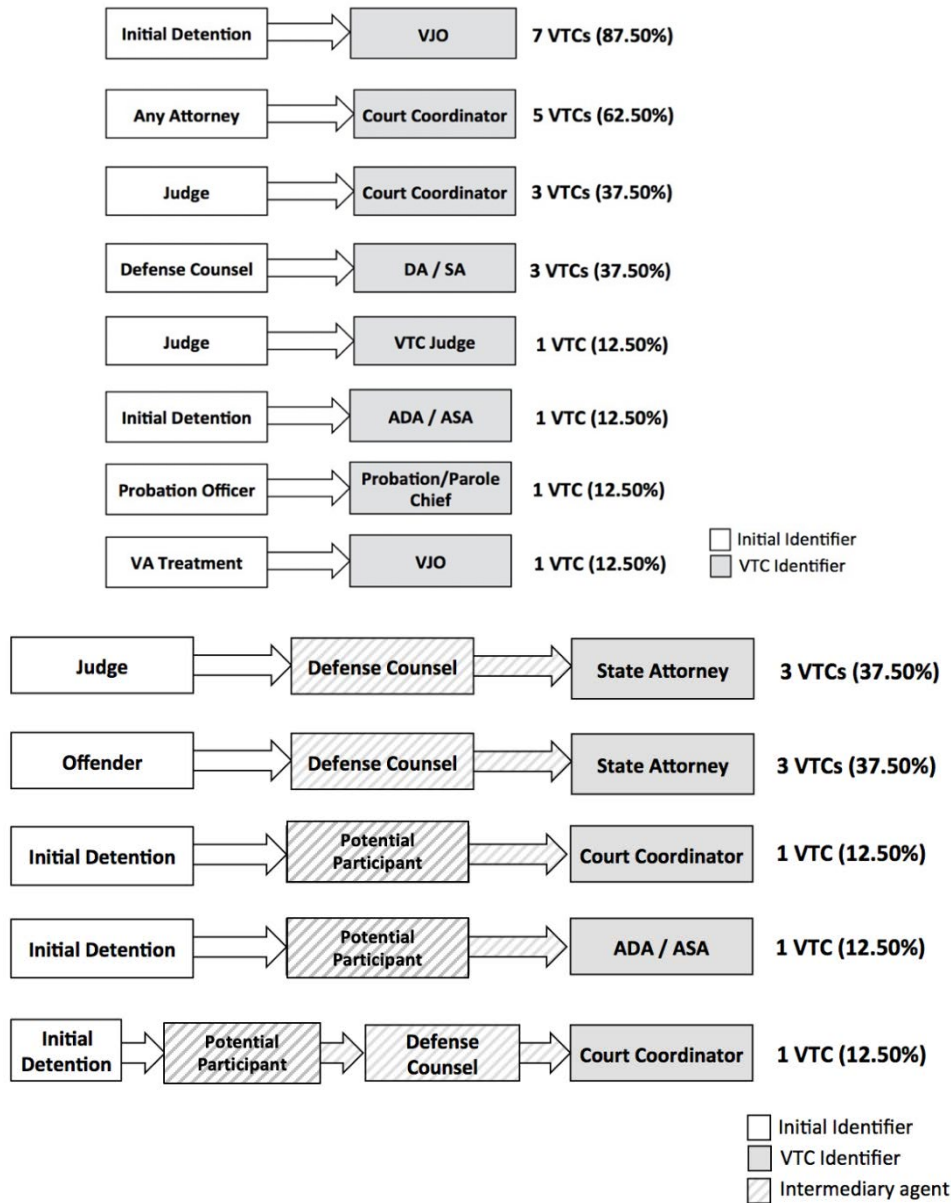 Initial Detention VJO 7 VTCs (87.50%)
Any Attorney Court Coordinator 5 VTCs (62.50%)
Judge Court Coordinator 3 VTCs (37.50%)
Defense Counsel DA / SA 3 VTCs (37.50%)
Judge VTC Judge 1 VTC (12.50%)
Initial Detention ADA / ASA 1 VTC (12.50%)
Probation Officer Probation/Parole
Chief 1 VTC (12.50%)
VA Treatment VJO 1 VTC (12.50%)
Initial Identifier
VTC Identifier
Judge Defense Counsel State Attorney 3 VTCs (37.50%)
Offender Defense Counsel State Attorney 3 VTCs (37.50%)
Initial Detention Potential
Participant Court Coordinator 1 VTC (12.50%)
Initial Detention Potential
Participant ADA / ASA 1 VTC (12.50%)
Initial
Detention Potential
Participant Defense
Counsel Court Coordinator 1 VTC (12.50%)
Initial Identifier
VTC Identifier
Intermediary agent